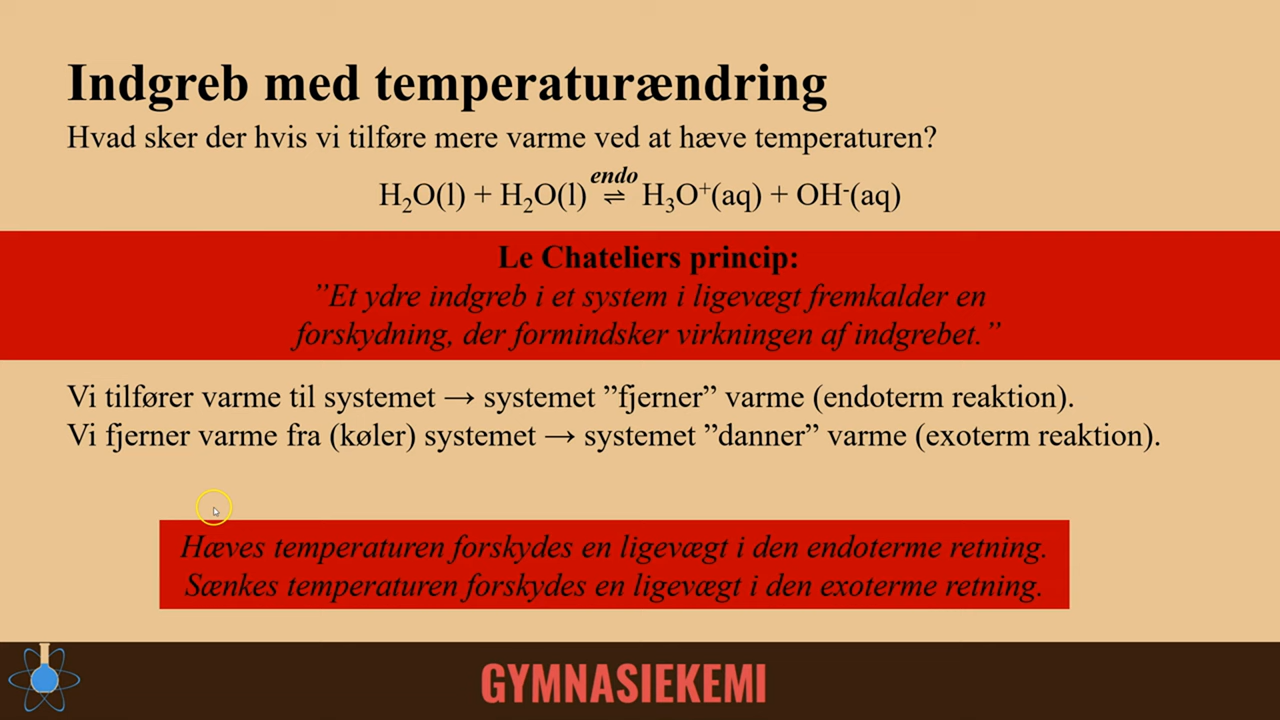 Indgreb med temperaturændring
Hvad sker der hvis vi tilføre mere varme ved at hæve temperaturen?
endo
H₂O(l) + H₂O(l) ⇌ H₃O⁺(aq) + OH⁻(aq)
Le Chateliers princip:
”Et ydre indgreb i et system i ligevægt fremkalder en
forskydning, der formindsker virkningen af indgrebet.”
Vi tilfører varme til systemet → systemet ”fjerner” varme (endoterm reaktion).
Vi fjerner varme fra (køler) systemet → systemet ”danner” varme (exoterm reaktion).
Hæves temperaturen forskydes en ligevægt i den endoterme retning.
Sænkes temperaturen forskydes en ligevægt i den exoterme retning.
GYMNASIEKEMI